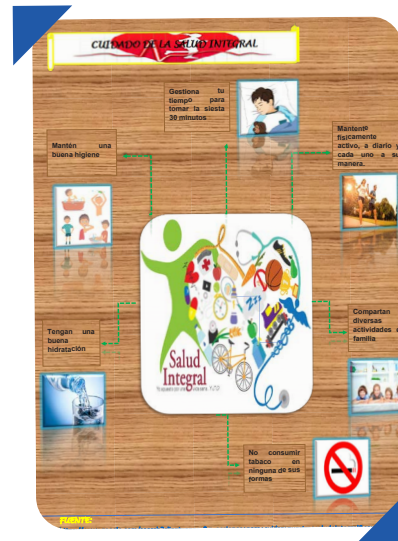 CUIDADO DE LA SALUD INTEGRAL
Gestiona tu
tiempo para
tomar la siesta
30 minutos
Mantén una
buena higiene
Mantente
físicamente
activo, a diario y
cada uno a su
manera.
Tengan una
buena
hidratación
Salud
Integral
Compartan
diversas
actividades
familia
No consumir
tabaco en
ninguna de sus
formas
FUENTE: